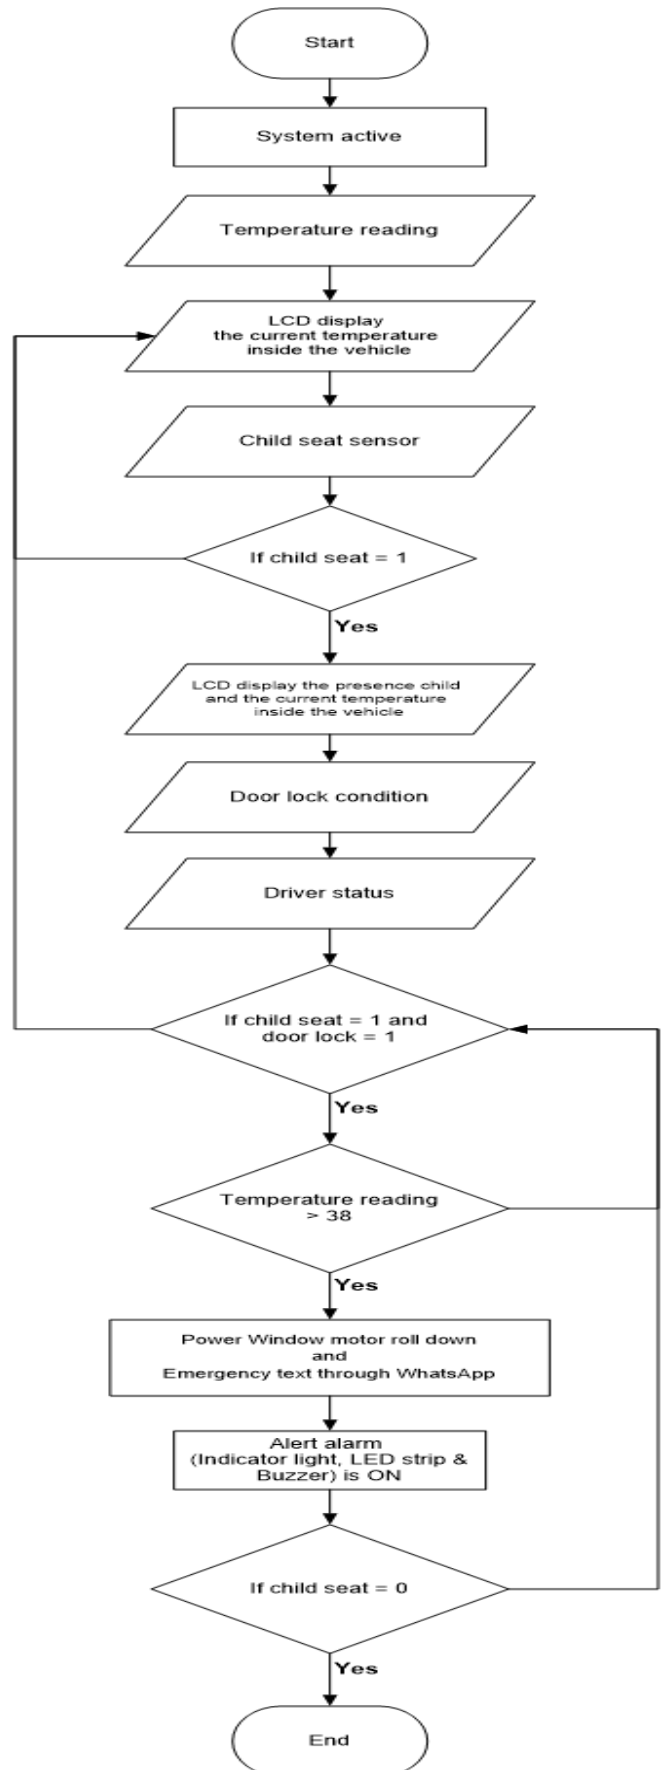 Start
System active
Temperature reading
LCD display
the current temperature
inside the vehicle
Child seat sensor
If child seat = 1
Yes
LCD display the presence child
and the current temperature
inside the vehicle
Door lock condition
Driver status
If child seat = 1 and
door lock = 1
Yes
Temperature reading
> 38
Yes
Power Window motor roll down
and
Emergency text through WhatsApp
Alert alarm
(Indicator light, LED strip &
Buzzer) is ON
If child seat = 0
Yes
End